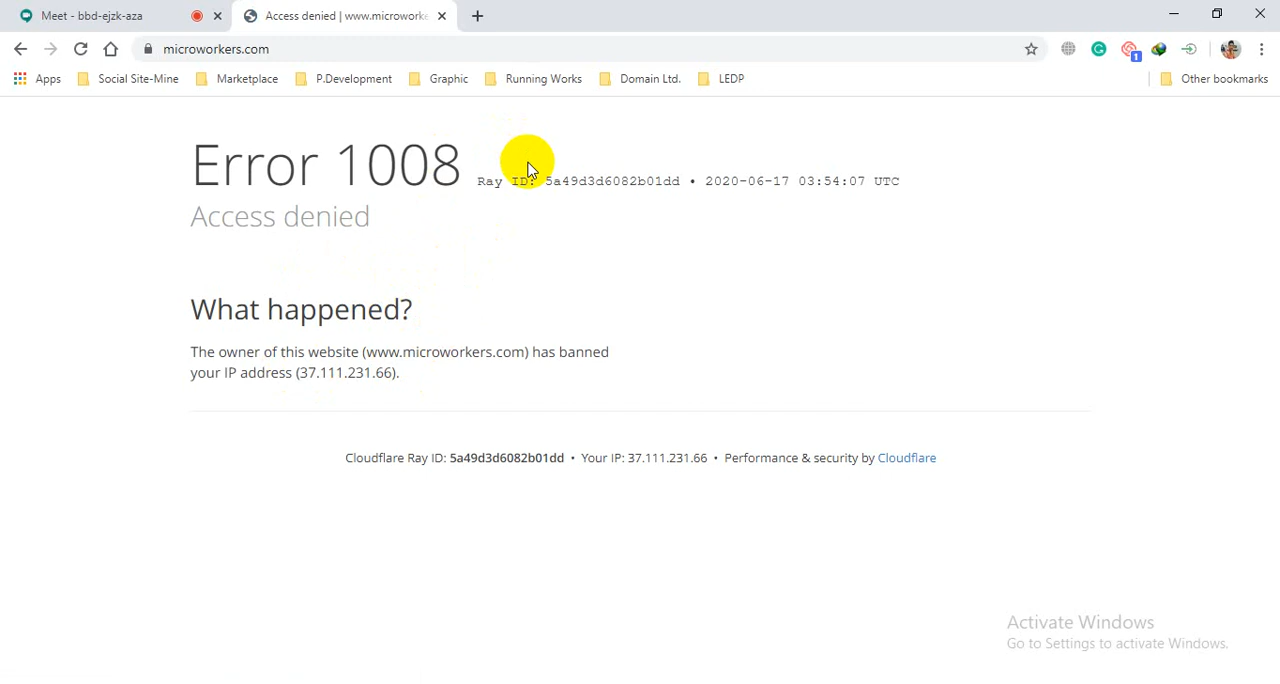 Meet - bbd-ejzk-aza
Access denied | www.microworke
microworkers.com
1
Apps
Social Site-Mine
Marketplace
P.Development
Graphic
Running Works
Domain Ltd.
LEDP
Other bookmarks
Error 1008 Ray ID: 5a49d3d6082b01dd • 2020-06-17 03:54:07 UTC
Access denied
What happened?
The owner of this website (www.microworkers.com) has banned
your IP address (37.111.231.66).
Cloudflare Ray ID: 5a49d3d6082b01dd • Your IP: 37.111.231.66 • Performance & security by Cloudflare
Activate Windows
Go to Settings to activate Windows.